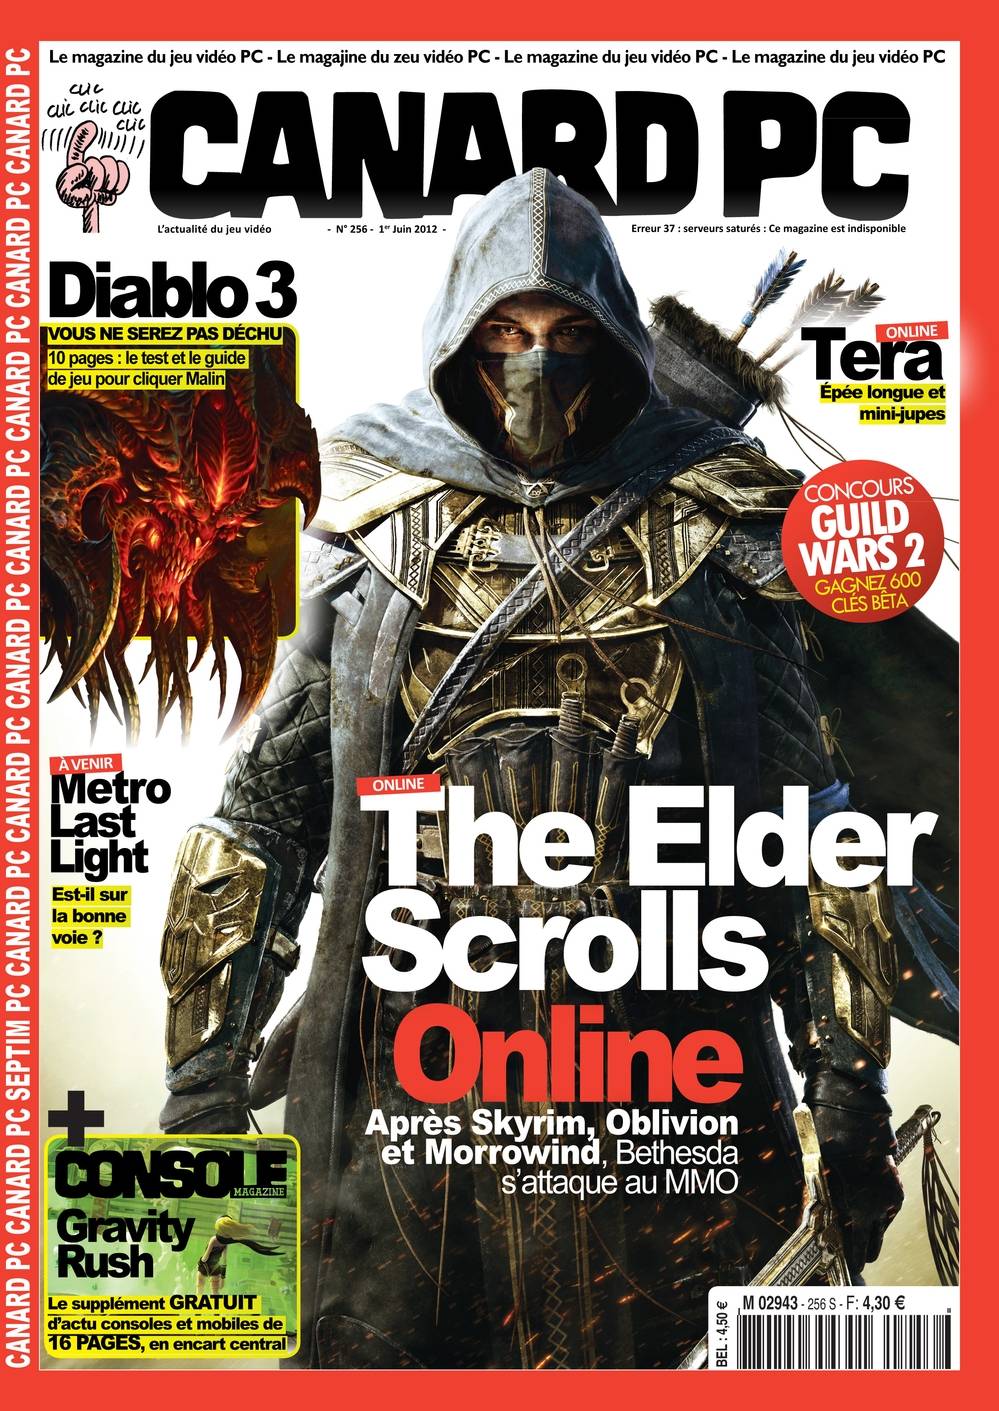 Le magazine du jeu vidéo PC - Le magajine du zeu vidéo PC - Le magazine du jeu vidéo PC - Le magazine du jeu vidéo PC
CLIC
CLIC CLIC CLIC
CLIC
CANARD PC
L'actualité du jeu vidéo
- N° 256 - 1er Juin 2012 -
Erreur 37 : serveurs saturés : Ce magazine est indisponible
Diablo 3
VOUS NE SEREZ PAS DÉCHU
10 pages : le test et le guide
de jeu pour cliquer Malin
ONLINE
Tera
Épée longue et
mini-jupes
CONCOURS
GUILD
WARS 2
GAGNEZ 600
CLÉS BÊTA
À VENIR
Metro
Last
Light
Est-il sur
la bonne
voie ?
ONLINE
The Elder
Scrolls
Online
Après Skyrim, Oblivion
et Morrowind, Bethesda
s'attaque au MMO
+
CONSOLE
MAGAZINE
Gravity
Rush
Le supplément GRATUIT
d'actu consoles et mobiles de
16 PAGES, en encart central
BEL : 4,50 €
M 02943 - 256 S - F: 4,30 €
CANARD PC CANARD PC SEPTIM PC CANARD PC CANARD PC CANARD PC CANARD PC CANARD PC CANARD PC CANARD PC